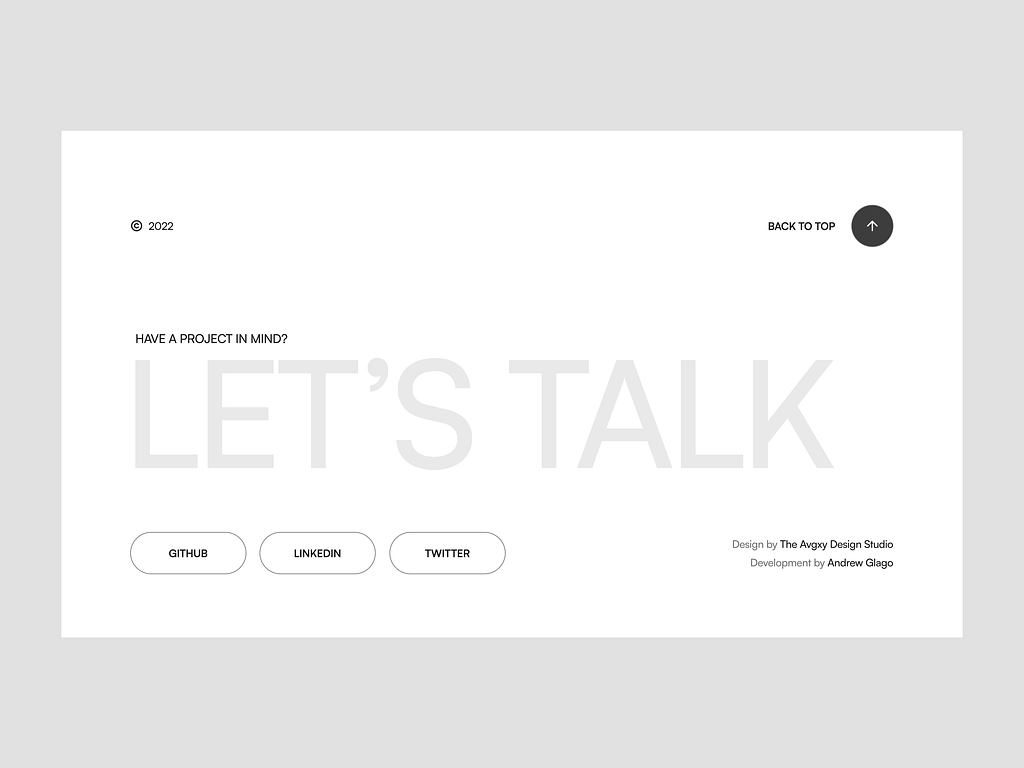 © 2022
BACK TO TOP
HAVE A PROJECT IN MIND?
LET’S TALK
GITHUB
LINKEDIN
TWITTER
Design by The Avgxy Design Studio
Development by Andrew Glago